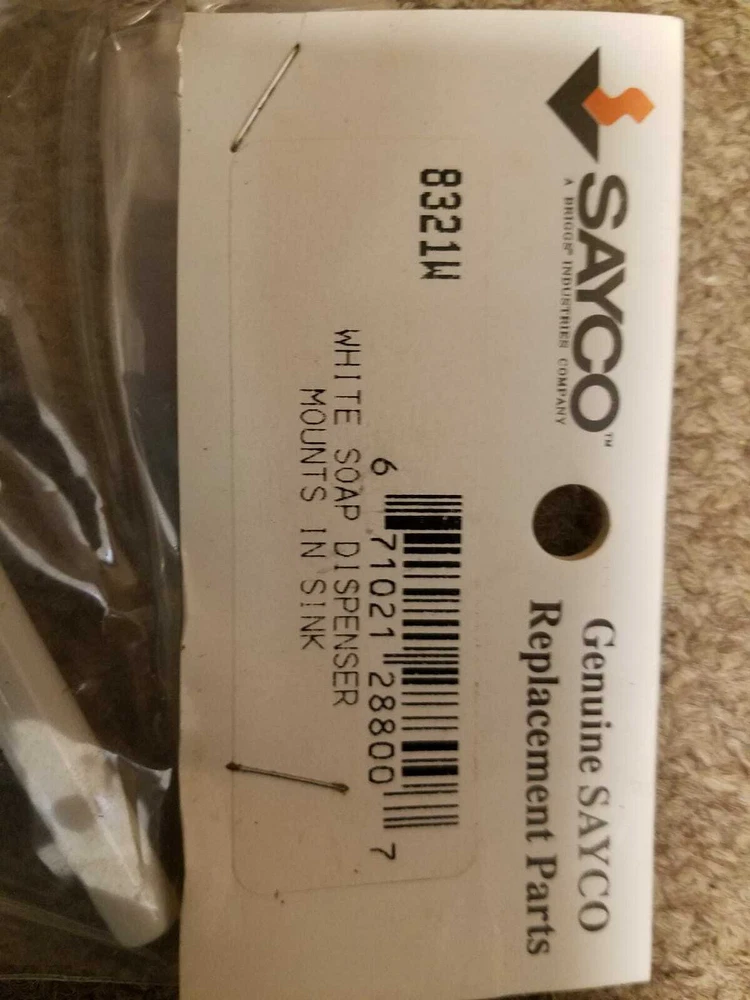 SAYCO™
A BRIGGS® INDUSTRIES COMPANY
Genuine SAYCO
Replacement Parts
8321W
6 71021 28800 7
WHITE SOAP DISPENSER
MOUNTS IN SINK